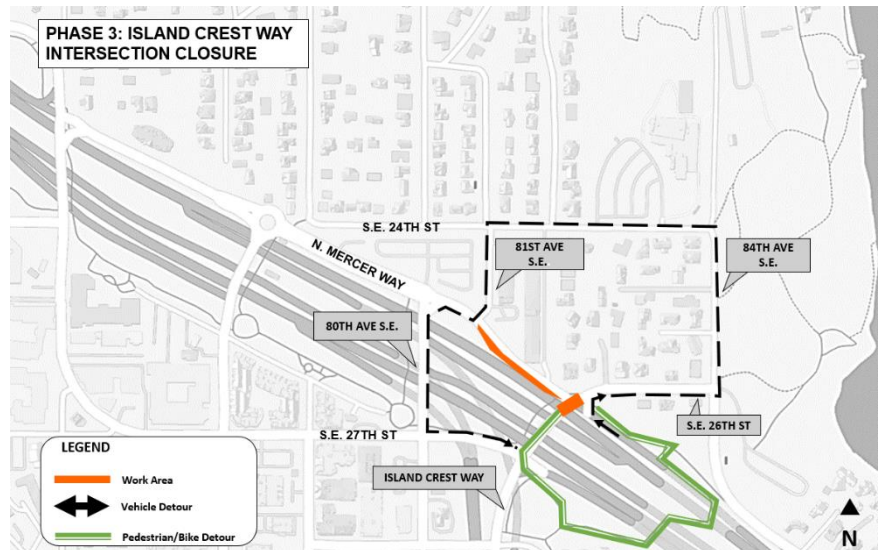 PHASE 3: ISLAND CREST WAY
INTERSECTION CLOSURE
S.E. 24TH ST
81ST AVE
S.E.
84TH AVE
S.E.
N. MERCER WAY
80TH AVE S.E.
S.E. 26TH ST
S.E. 27TH ST
ISLAND CREST WAY
LEGEND
Work Area
Vehicle Detour
Pedestrian/Bike Detour
N